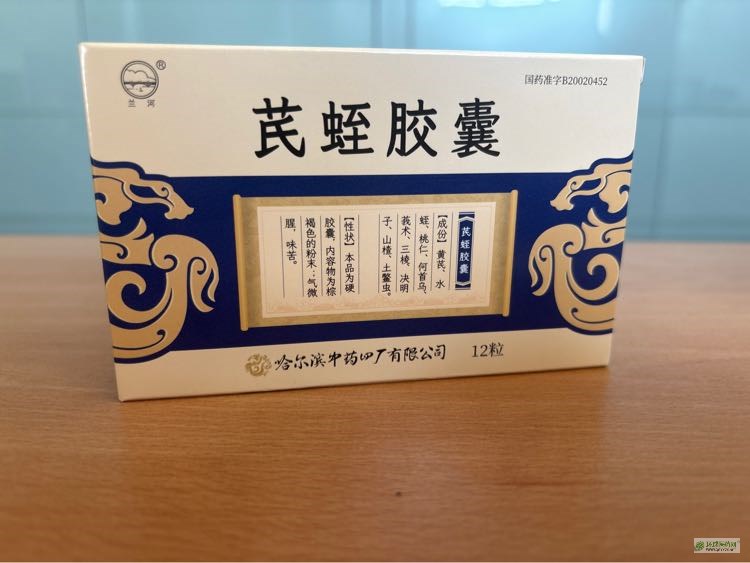 ®
兰河
国药准字B20020452
芪蛭胶囊
【芪蛭胶囊】
【成份】黄芪、水
蛭、桃仁、何首乌、
莪术、三棱、决明
子、山楂、土鳖虫。
【性状】本品为硬
胶囊，内容物为棕
褐色的粉末；气微
腥，味苦。
哈尔滨中药四厂有限公司
12粒